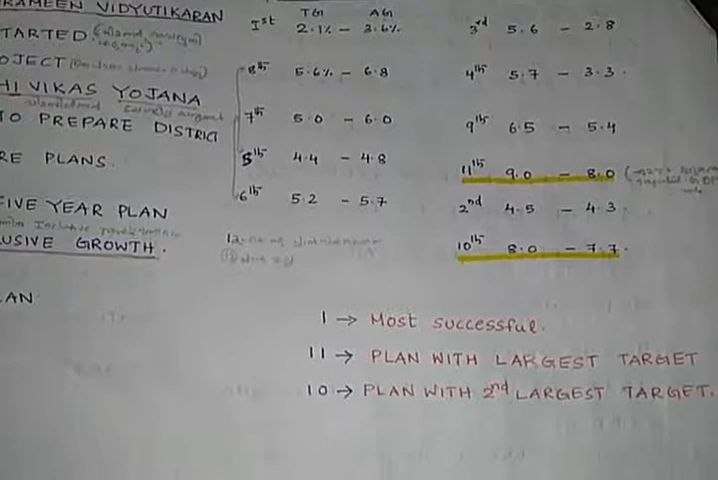 RAMEEN VIDYUTIKARAN
TARTED.
OJECT
HI VIKAS YOJANA
TO PREPARE DISTRICT
RE PLANS.
FIVE YEAR PLAN
USIVE GROWTH.
LAN
TG AG
Ist 2.1% - 3.6%
8th 5.6% - 6.8
7th 5.0 - 6.0
5th 4.4 - 4.8
6th 5.2 - 5.7
3rd 5.6 - 2.8
4th 5.7 - 3.3.
9th 6.5 - 5.4
11th 9.0 - 8.0
2nd 4.5 - 4.3
10th 8.0 - 7.7.
1 → MOST SUCCESSFUL.
11 → PLAN WITH LARGEST TARGET
10 → PLAN WITH 2nd LARGEST TARGET.